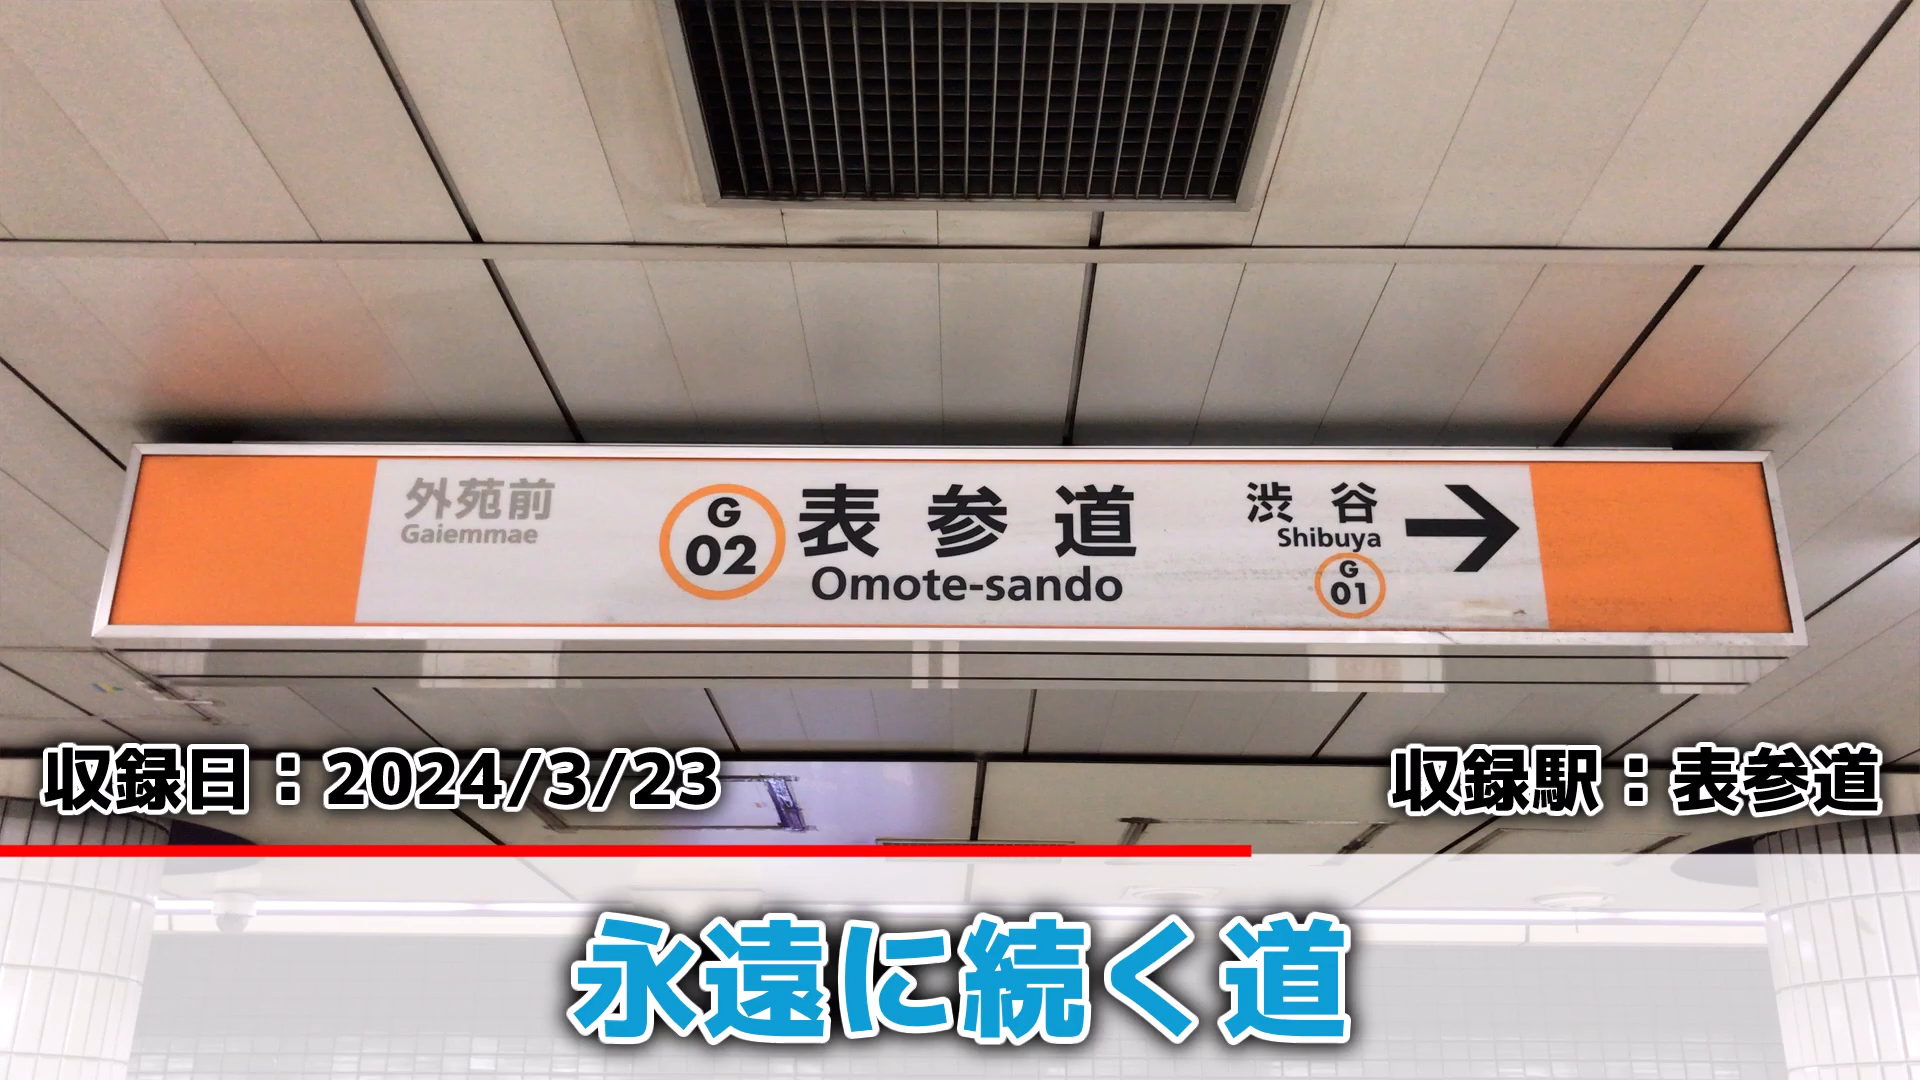 外苑前
Gaiemmae
G
02
表参道
Omote-sando
渋谷
Shibuya
G
01
収録日：2024/3/23
収録駅：表参道
永遠に続く道